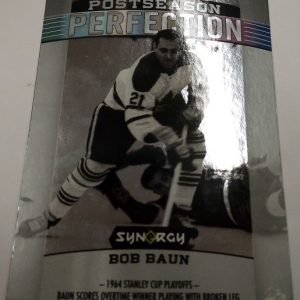 POSTSEASON
PERFECTION
21
SYNERGY
BOB BAUN
– 1964 STANLEY CUP PLAYOFFS –
BAUN SCORES OVERTIME WINNER PLAYING WITH BROKEN LEG